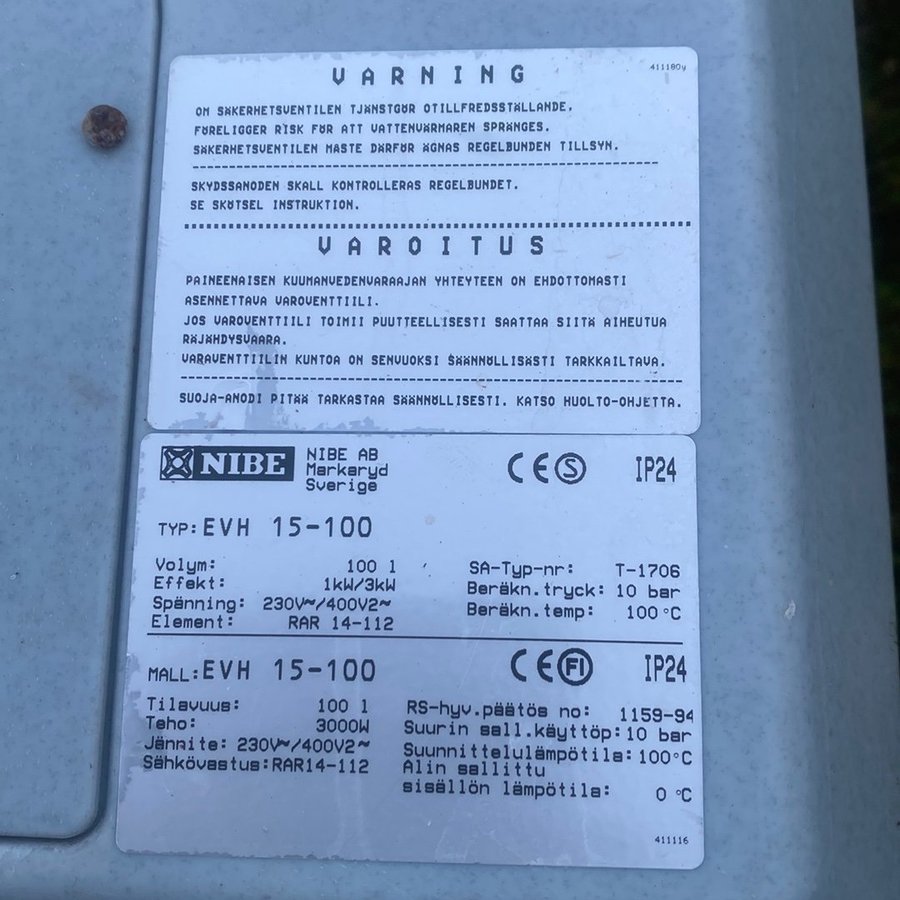 VARNING
411180y
OM SÄKERHETSVENTILEN TJÄNSTGÖR OTILLFREDSSTÄLLANDE,
FÖRELIGGER RISK FÖR ATT VATTENVÄRMAREN SPRÄNGES.
SÄKERHETSVENTILEN MASTE DÄRFÖR ÄGNAS REGELBUNDEN TILLSYN.
SKYDSSANODEN SKALL KONTROLLERAS REGELBUNDET.
SE SKÖTSEL INSTRUKTION.
VAROITUS
PAINEENAISEN KUUMANVEDENVARAAJAN YHTEYTEEN ON EHDOTTOMASTI
ASENNETTAVA VAROVENTTIILI.
JOS VAROVENTTIILI TOIMII PUUTTEELLISESTI SAATTAA SIITÄ AIHEUTUA
RÄJÄHDYSVAARA.
VARAVENTTIILIN KUNTOA ON SENVUOKSI SÄÄNNÖLLISÄSTI TARKKAILTAVA.
SUOJA-ANODI PITÄÄ TARKASTAA SÄÄNNÖLLISESTI. KATSO HUOLTO-OHJETTA.
NIBE NIBE AB
Markaryd
Sverige
CE S IP24
TYP: EVH 15-100
Volym: 100 l SA-Typ-nr: T-1706
Effekt: 1kW/3kW Beräkn.tryck: 10 bar
Spänning: 230V~/400V2~ Beräkn.temp: 100 °C
Element: RAR 14-112
MALL: EVH 15-100 CE FI IP24
Tilavuus: 100 l RS-hyv.päätös no: 1159-94
Teho: 3000W Suurin sall.käyttöp: 10 bar
Jännite: 230V~/400V2~ Suunnittelulämpötila: 100°C
Sähkövastus: RAR14-112 Alin sallittu
sisällön lämpötila: 0 °C
411116